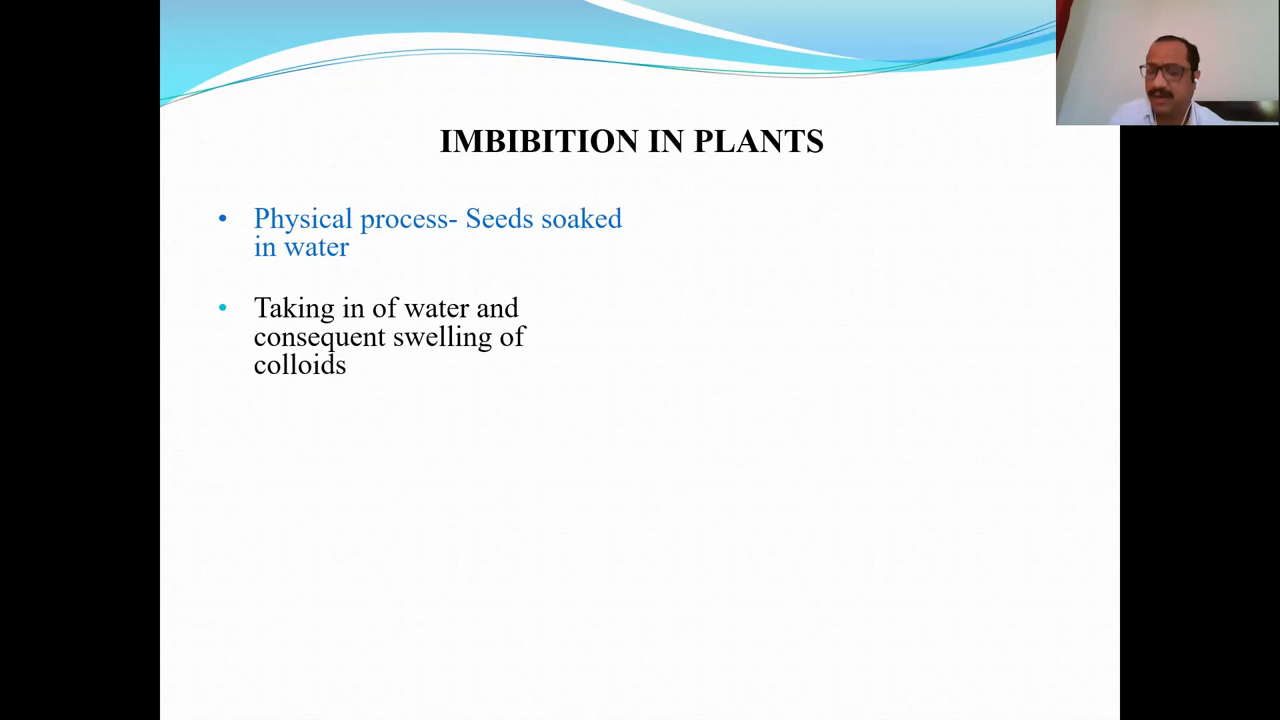 IMBIBITION IN PLANTS
• Physical process- Seeds soaked
in water
• Taking in of water and
consequent swelling of
colloids